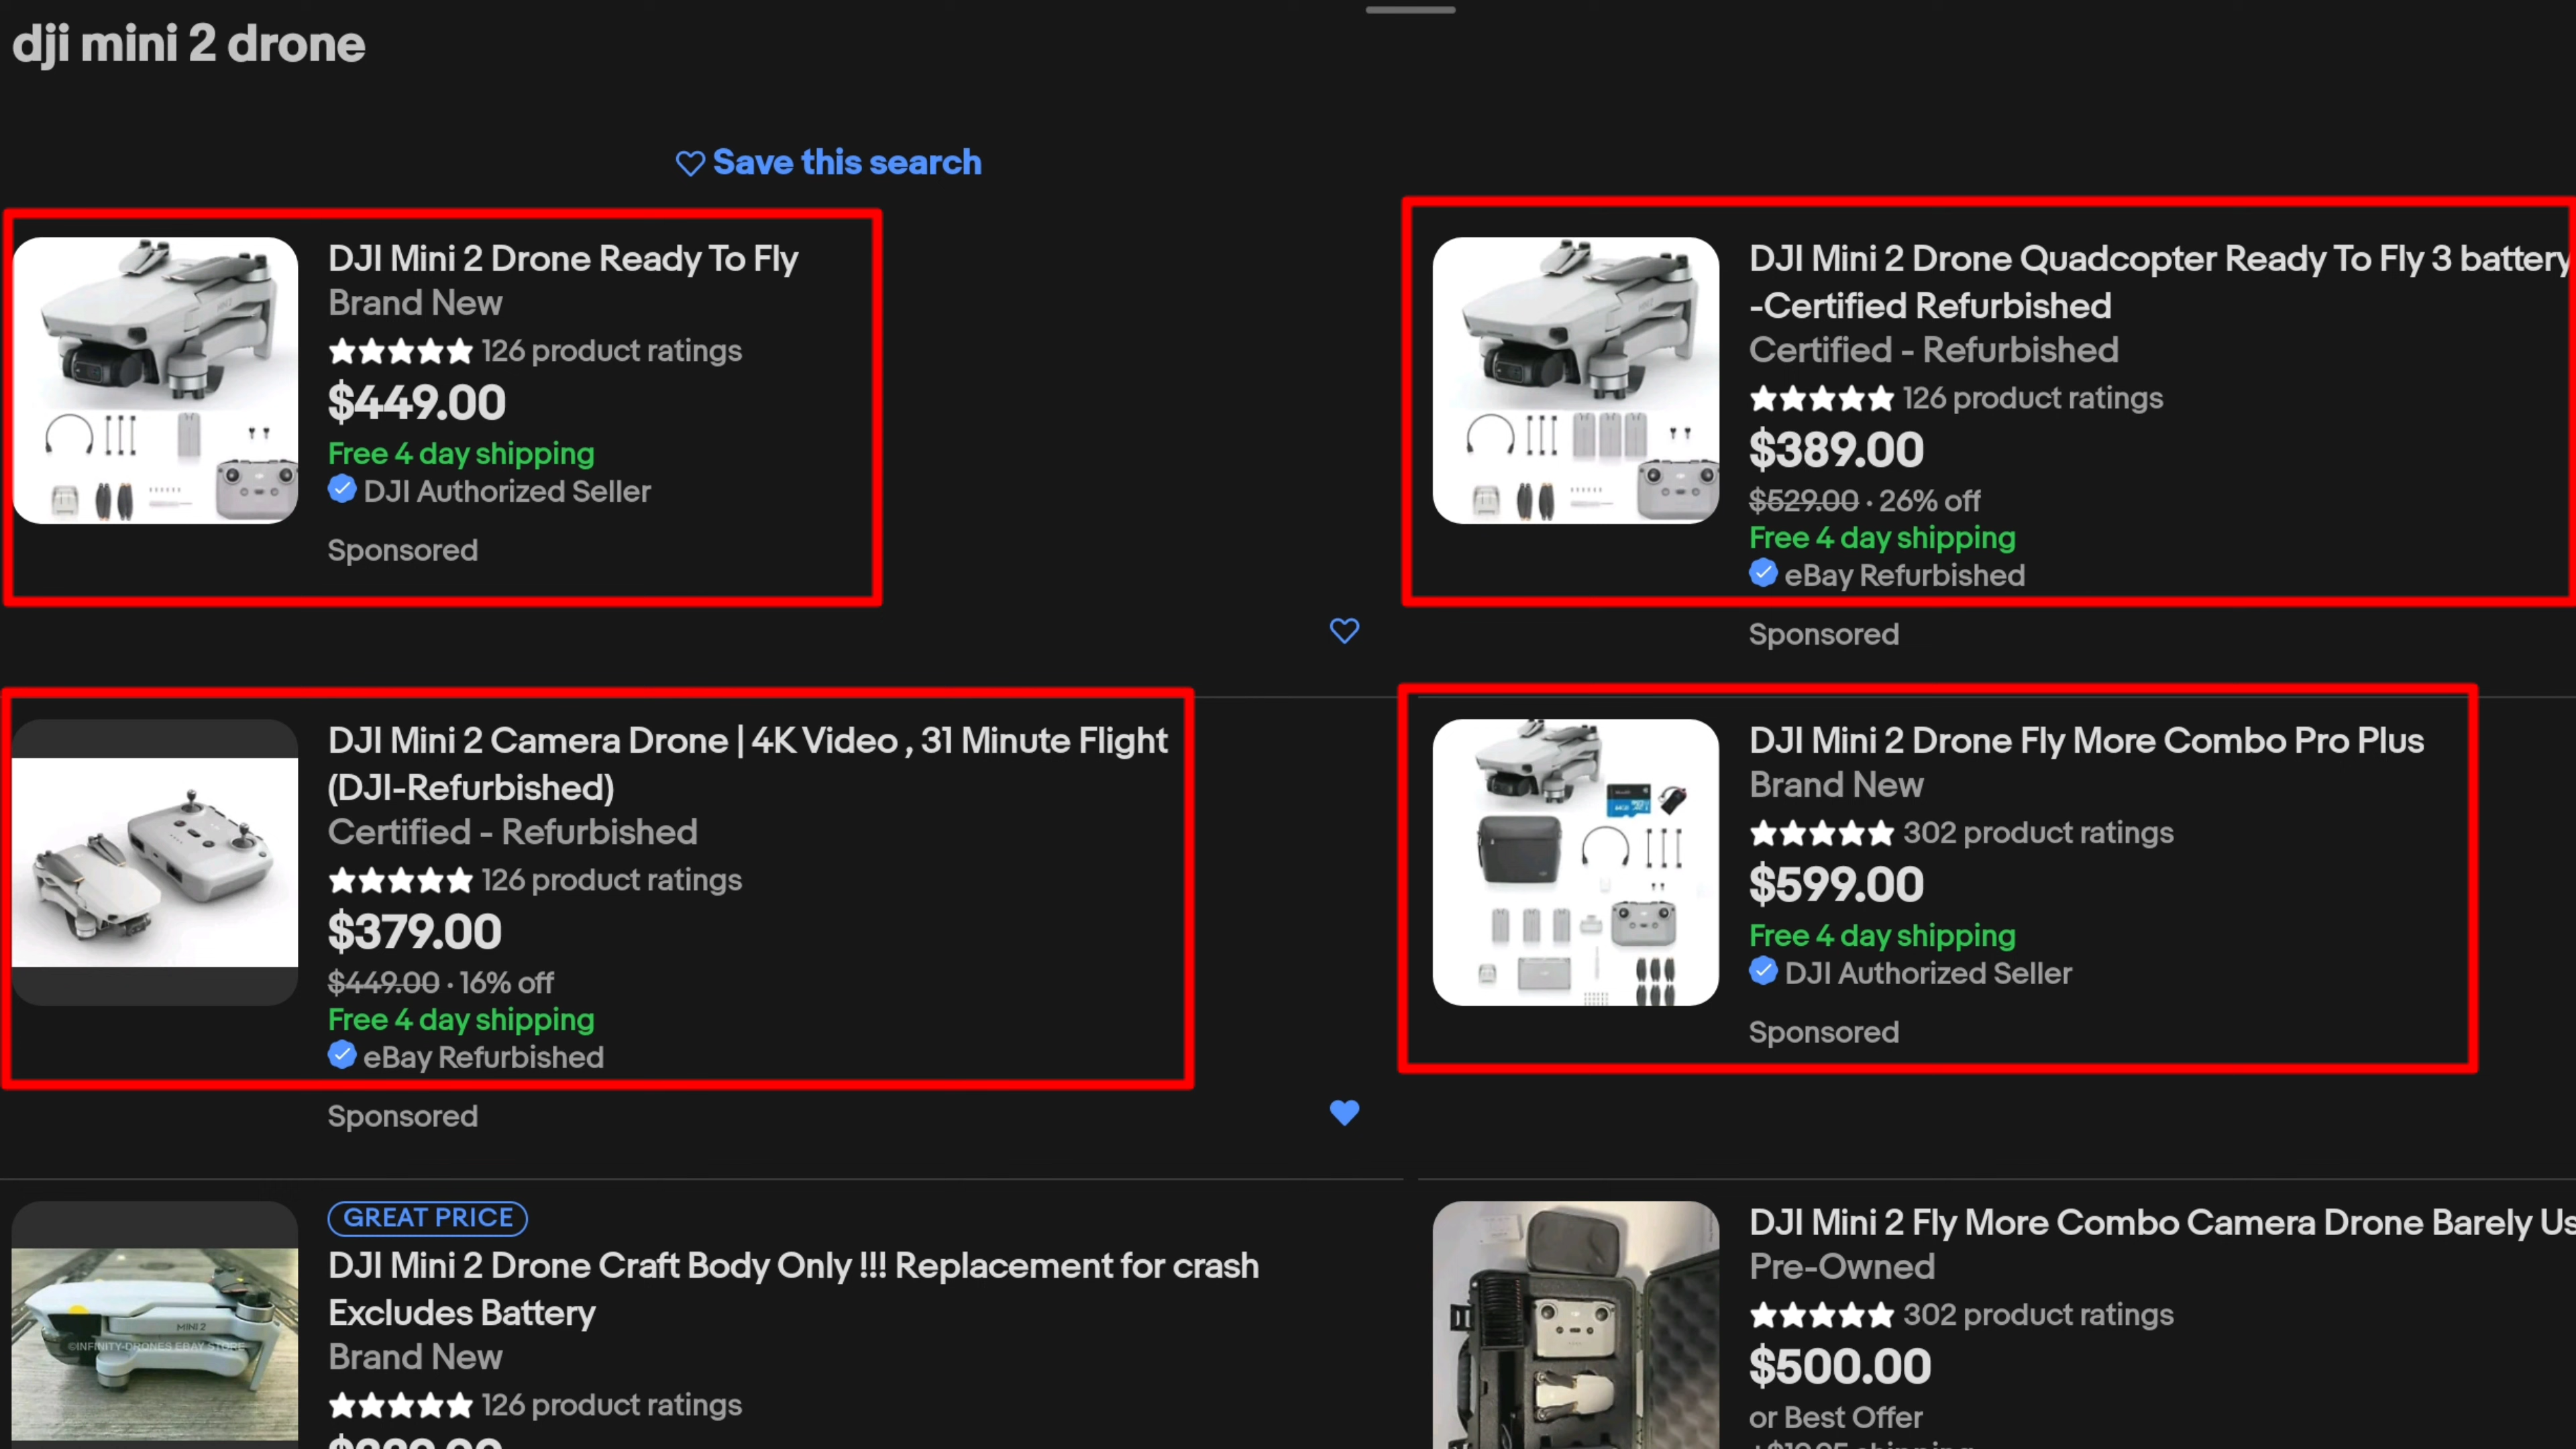 dji mini 2 drone
Save this search
DJI Mini 2 Drone Ready To Fly
Brand New
126 product ratings
$449.00
Free 4 day shipping
DJI Authorized Seller
Sponsored
DJI Mini 2 Drone Quadcopter Ready To Fly 3 battery
-Certified Refurbished
Certified - Refurbished
126 product ratings
$389.00
$529.00 · 26% off
Free 4 day shipping
eBay Refurbished
Sponsored
DJI Mini 2 Camera Drone | 4K Video , 31 Minute Flight
(DJI-Refurbished)
Certified - Refurbished
126 product ratings
$379.00
$449.00 · 16% off
Free 4 day shipping
eBay Refurbished
Sponsored
DJI Mini 2 Drone Fly More Combo Pro Plus
Brand New
302 product ratings
$599.00
Free 4 day shipping
DJI Authorized Seller
Sponsored
GREAT PRICE
DJI Mini 2 Drone Craft Body Only !!! Replacement for crash
Excludes Battery
Brand New
126 product ratings
MINI 2
©INFINITY-DRONES EBAY STORE
DJI Mini 2 Fly More Combo Camera Drone Barely Us
Pre-Owned
302 product ratings
$500.00
or Best Offer